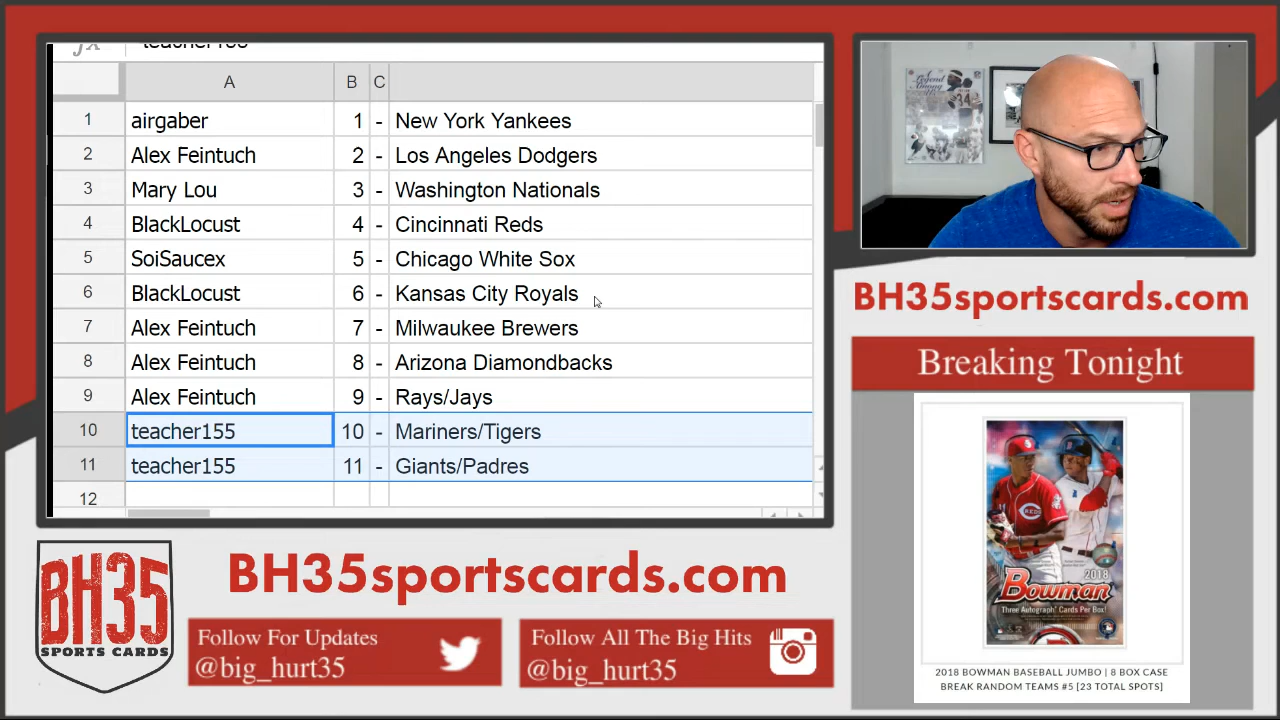 fx teacher155
A B C
1 airgaber 1 - New York Yankees
2 Alex Feintuch 2 - Los Angeles Dodgers
3 Mary Lou 3 - Washington Nationals
4 BlackLocust 4 - Cincinnati Reds
5 SoiSaucex 5 - Chicago White Sox
6 BlackLocust 6 - Kansas City Royals
7 Alex Feintuch 7 - Milwaukee Brewers
8 Alex Feintuch 8 - Arizona Diamondbacks
9 Alex Feintuch 9 - Rays/Jays
10 teacher155 10 - Mariners/Tigers
11 teacher155 11 - Giants/Padres
12
34
BH35sportscards.com
Breaking Tonight
REDS
2018
Bowman
Three Autograph Cards Per Box!
2018 BOWMAN BASEBALL JUMBO | 8 BOX CASE
BREAK RANDOM TEAMS #5 [23 TOTAL SPOTS]
BH35
SPORTS CARDS
BH35sportscards.com
Follow For Updates
@big_hurt35
Follow All The Big Hits
@big_hurt35